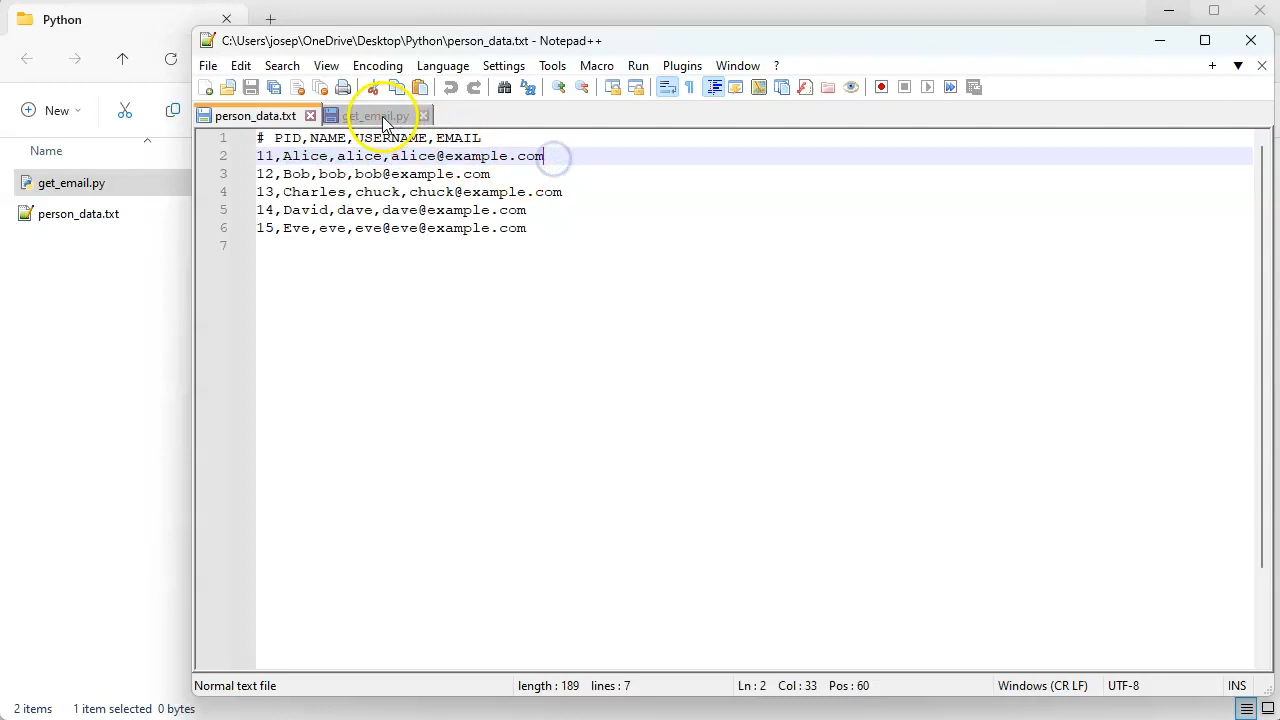 Python
C:\Users\josep\OneDrive\Desktop\Python\person_data.txt - Notepad++
File Edit Search View Encoding Language Settings Tools Macro Run Plugins Window ?
New
person_data.txt get_email.py
Name
get_email.py
person_data.txt
1 # PID,NAME,USERNAME,EMAIL
2 11,Alice,alice,alice@example.com
3 12,Bob,bob,bob@example.com
4 13,Charles,chuck,chuck@example.com
5 14,David,dave,dave@example.com
6 15,Eve,eve,eve@eve@example.com
7
Normal text file length : 189 lines : 7 Ln : 2 Col : 33 Pos : 60 Windows (CR LF) UTF-8 INS
2 items 1 item selected 0 bytes